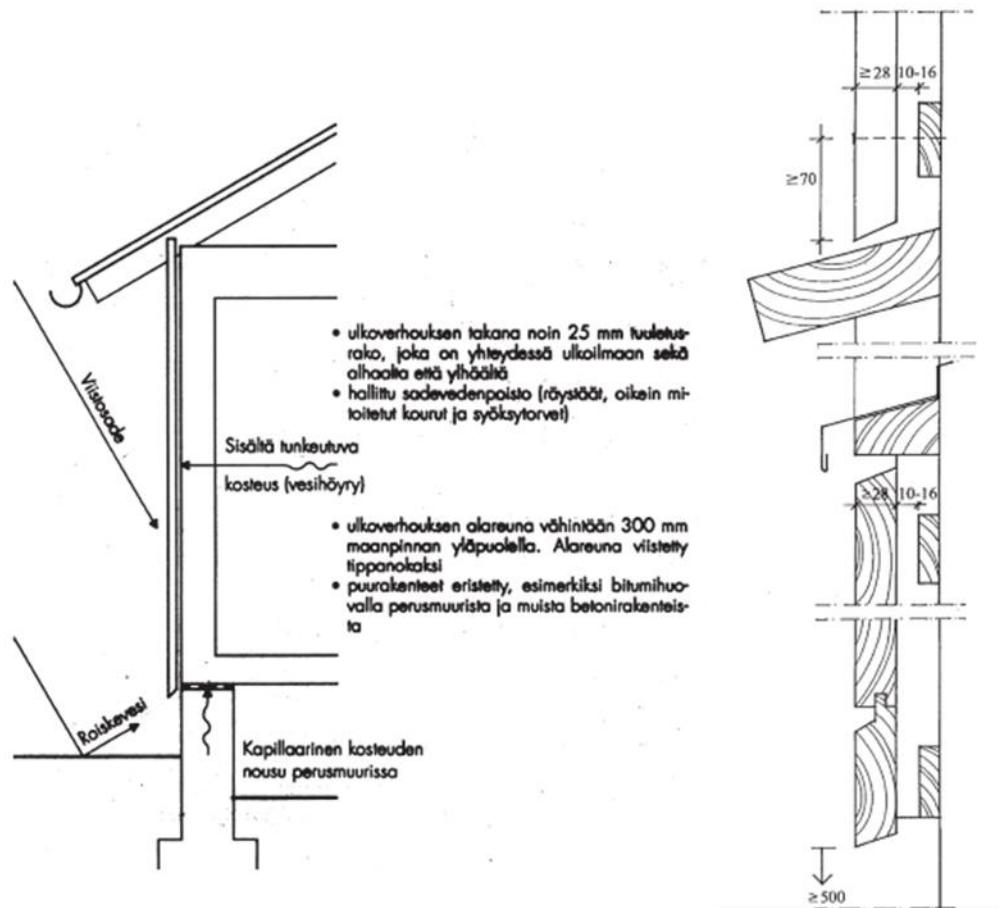 Viistosade
• ulkoverhouksen takana noin 25 mm tuuletus-
rako, joka on yhteydessä ulkoilmaan sekä
alhaalta että ylhäältä
• hallittu sadevedenpoisto (räystäät, oikein mi-
toitetut kourut ja syöksytorvet)
Sisältä tunkeutuva
kosteus (vesihöyry)
• ulkoverhouksen alareuna vähintään 300 mm
maanpinnan yläpuolella. Alareuna viistetty
tippanokaksi
• puurakenteet eristetty, esimerkiksi bitumihuo-
valla perusmuurista ja muista betonirakenteis-
ta
Roiskevesi
Kapillaarinen kosteuden
nousu perusmuurissa
≥28 10-16
≥70
≥28 10-16
≥500